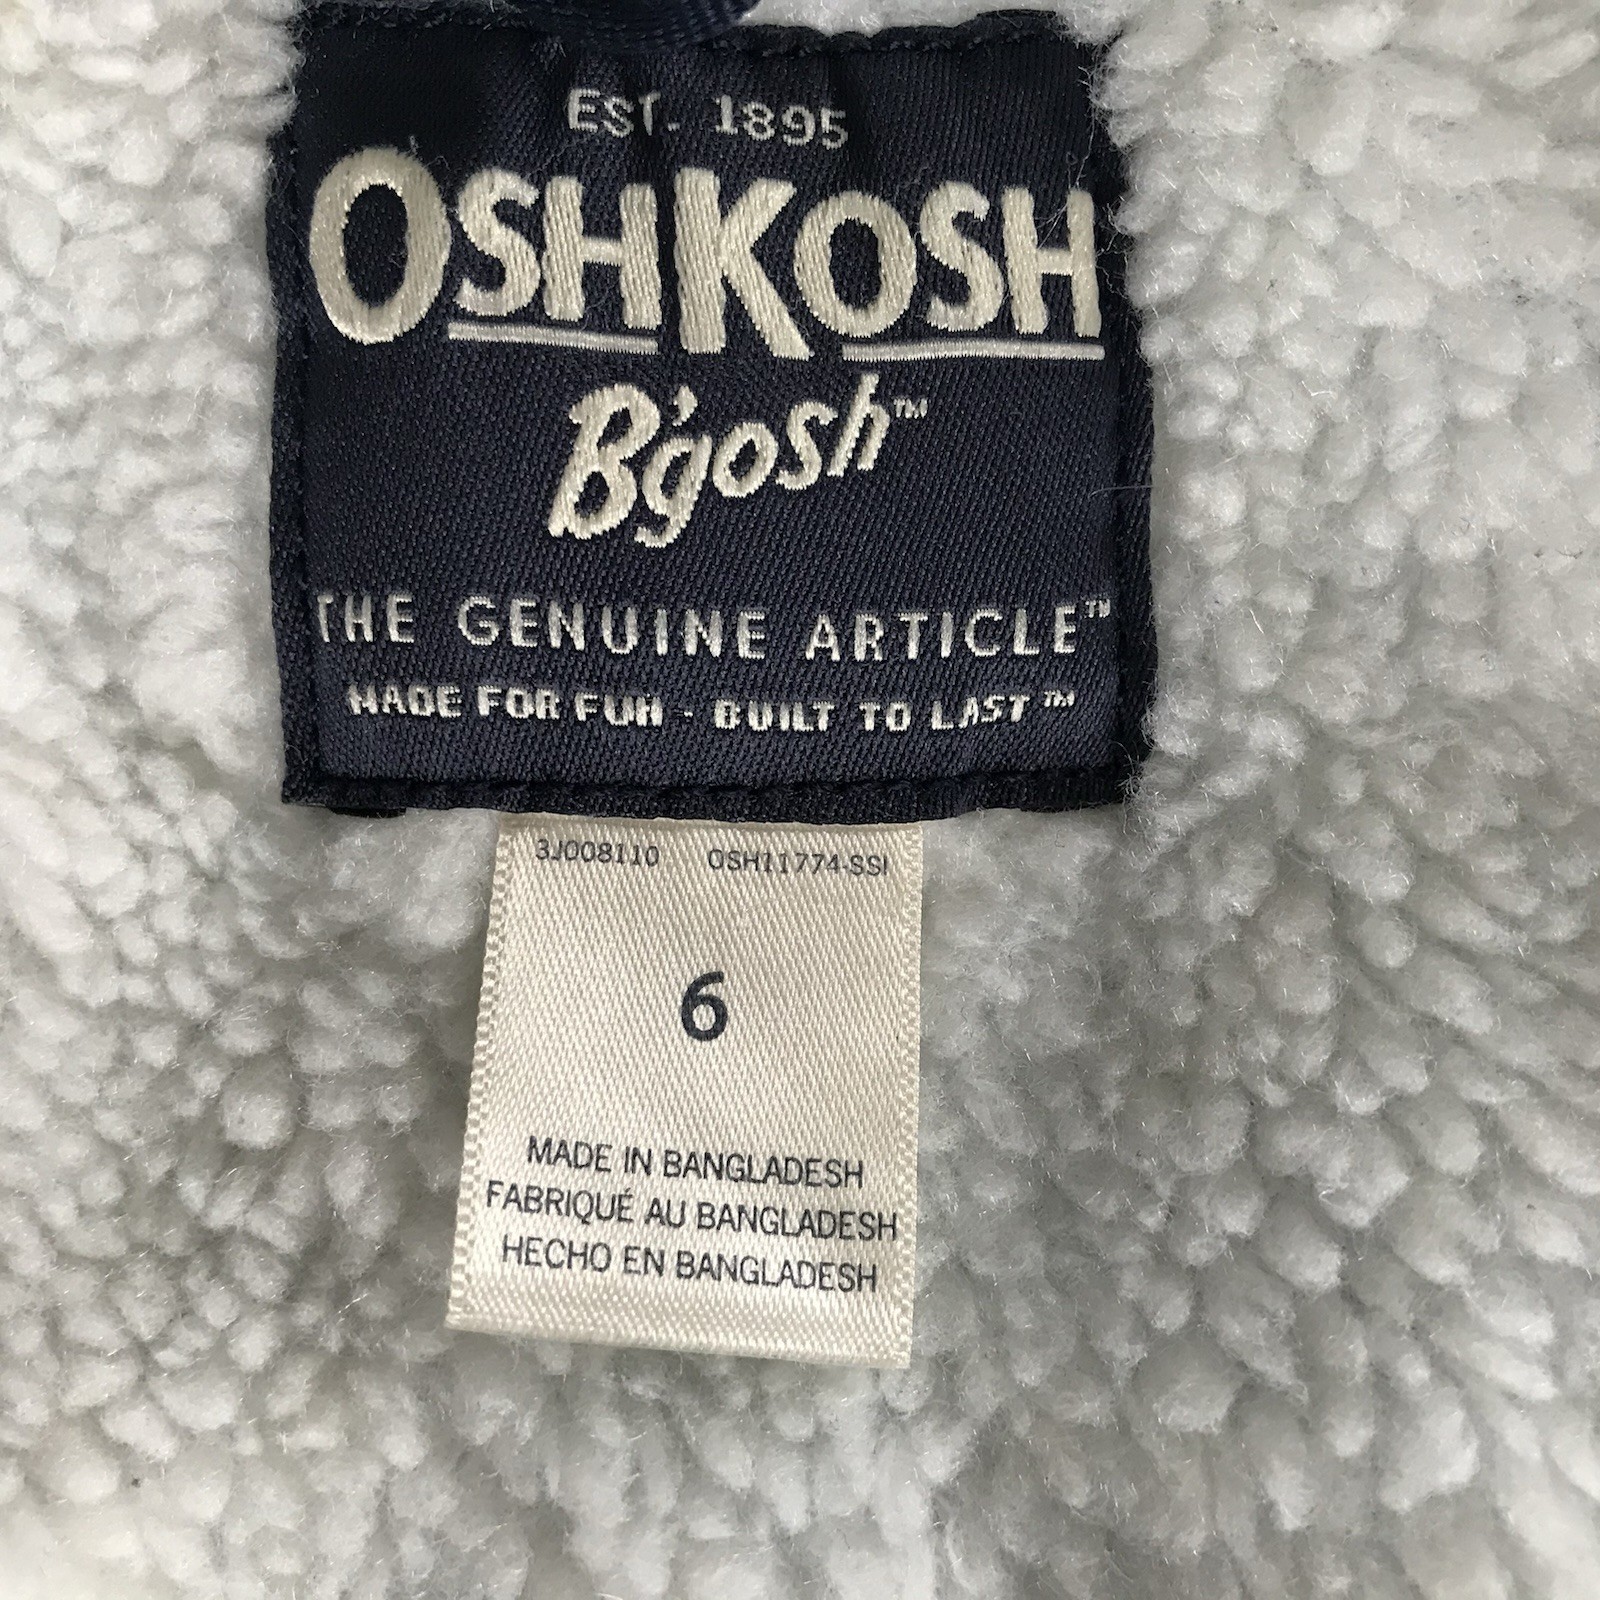 EST. 1895
OSHKOSH
B'gosh™
THE GENUINE ARTICLE™
MADE FOR FUN - BUILT TO LAST™
3J008110 OSH11774-SSI
6
MADE IN BANGLADESH
FABRIQUÉ AU BANGLADESH
HECHO EN BANGLADESH